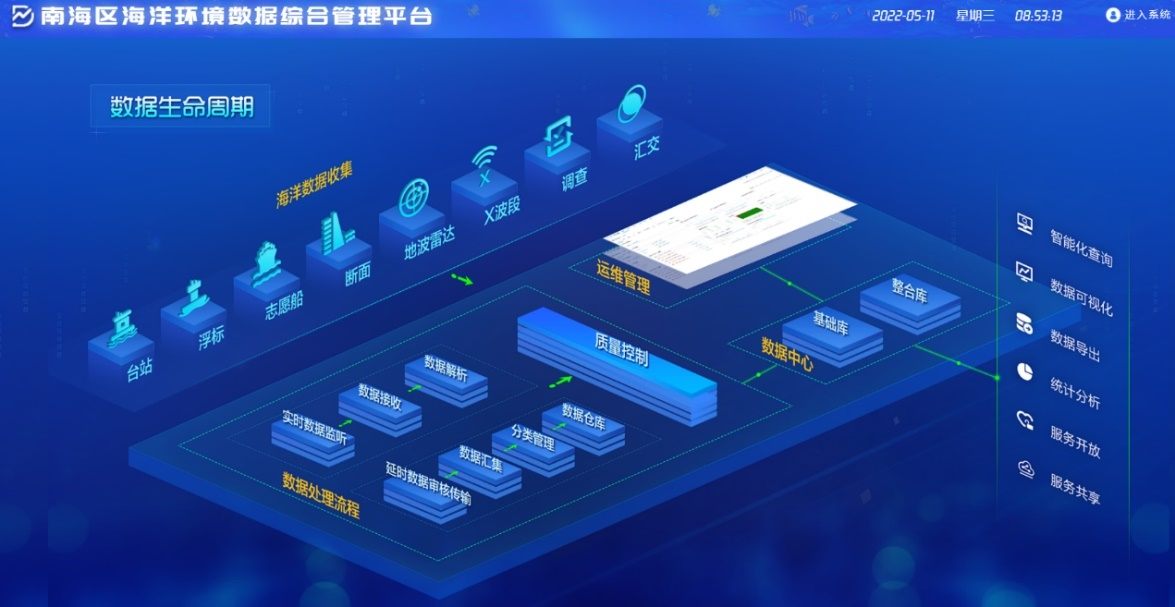 南海区海洋环境数据综合管理平台
2022-05-11 星期三 08:53:13 进入系统
数据生命周期
海洋数据收集
台站
浮标
志愿船
断面
地波雷达
X
X波段
调查
汇交
运维管理
质量控制
数据中心
基础库
整合库
数据解析
数据接收
实时数据监听
数据仓库
分类管理
数据汇集
延时数据审核传输
数据处理流程
智能化查询
数据可视化
数据导出
统计分析
服务开放
服务共享